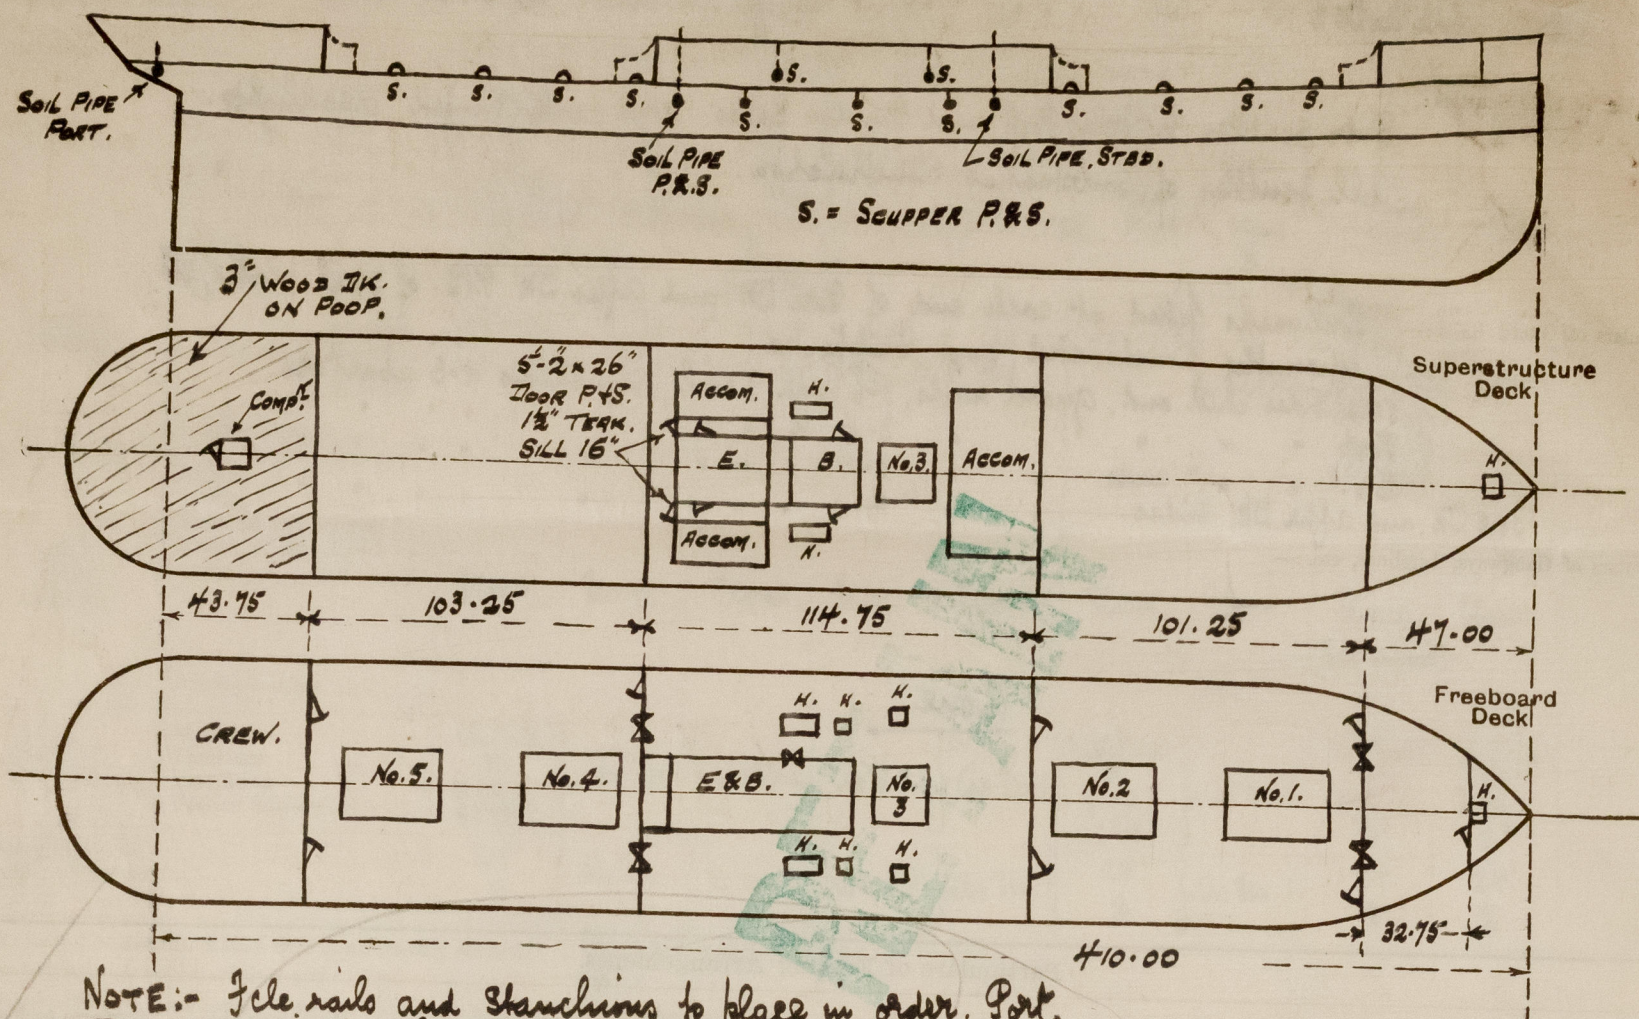 S. S.
SOIL PIPE
PORT.
S. S. S. S. S. S. S. S. S. S. S.
SOIL PIPE
P.&S.
SOIL PIPE, STBD.
S. = SCUPPER P.&S.
3" WOOD DK.
ON POOP.
COMP.T
5'-2" x 26"
DOOR P.&S.
1½" TEAK.
SILL 16"
ACCOM.
H.
E.
B.
No.3
ACCOM.
ACCOM.
H.
Superstructure
Deck
H.
43.75 103.25 114.75 101.25 47.00
Freeboard
Deck
CREW.
H. H. H.
No.5. No.4. E&B. No.
3
No.2 No.1. H.
H. H. H.
32.75
410.00
NOTE:- Fcle. rails and Stanchions to place in order. Port.